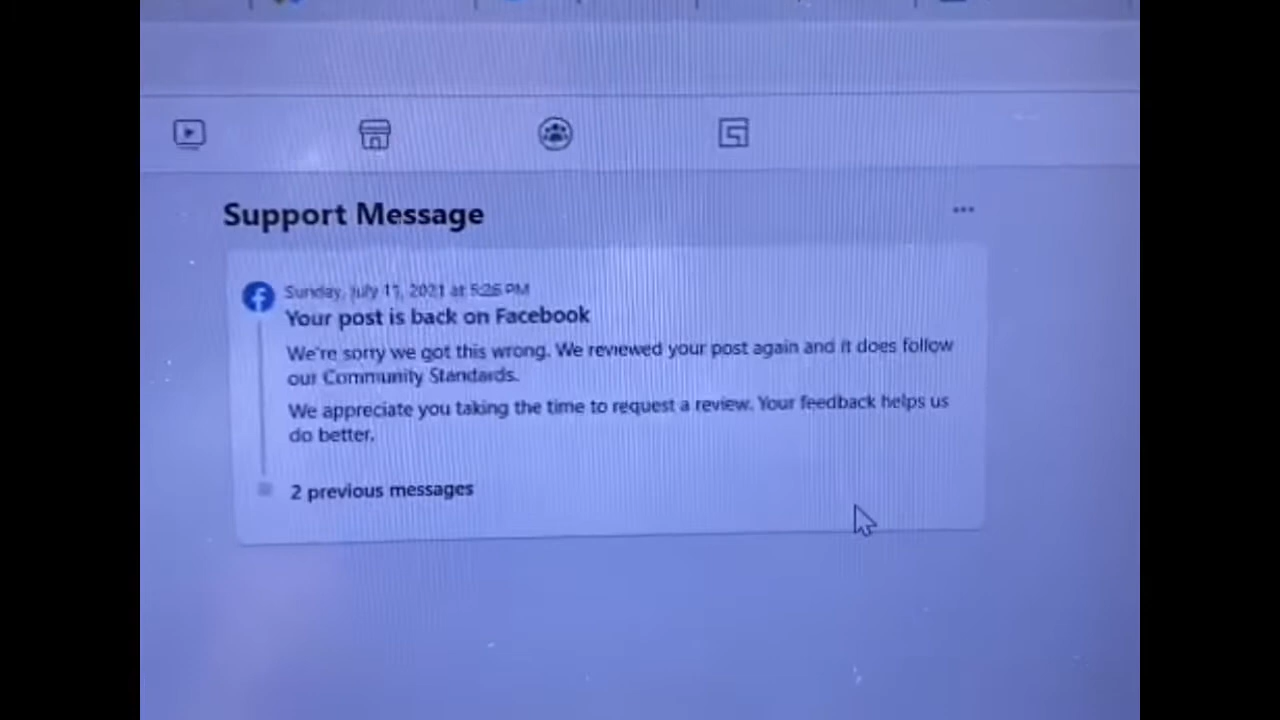 Support Message
Sunday, July 11, 2021 at 5:26 PM
Your post is back on Facebook
We're sorry we got this wrong. We reviewed your post again and it does follow
our Community Standards.
We appreciate you taking the time to request a review. Your feedback helps us
do better.
2 previous messages